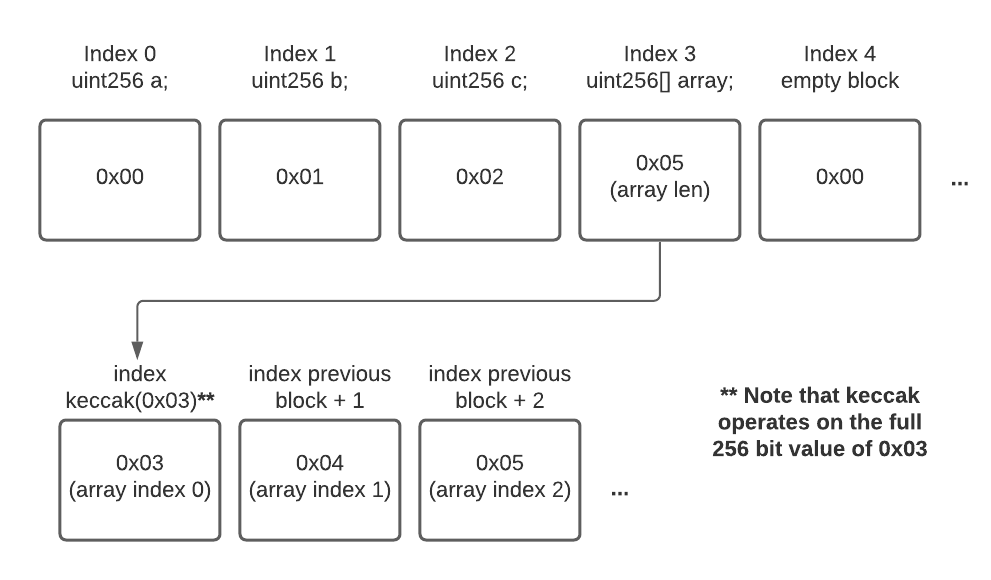 Index 0
uint256 a;
Index 1
uint256 b;
Index 2
uint256 c;
Index 3
uint256[] array;
Index 4
empty block
0x00
0x01
0x02
0x05
(array len)
0x00
...
index
keccak(0x03)**
index previous
block + 1
index previous
block + 2
0x03
(array index 0)
0x04
(array index 1)
0x05
(array index 2)
...
** Note that keccak
operates on the full
256 bit value of 0x03